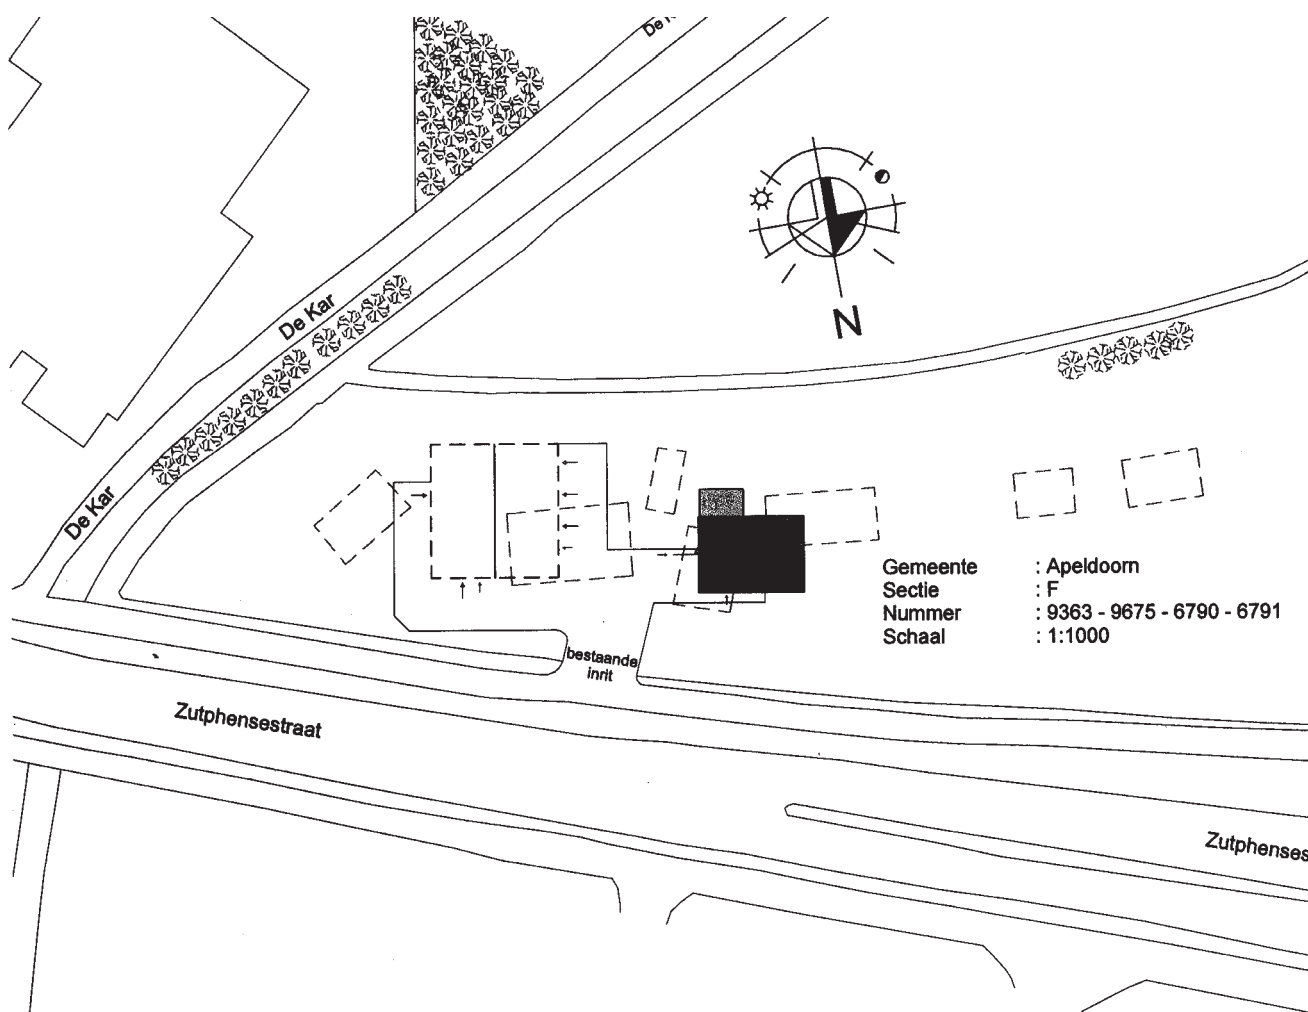 De
De Kar
N
De Kar
Gemeente : Apeldoorn
Sectie : F
Nummer : 9363 - 9675 - 6790 - 6791
Schaal : 1:1000
bestaande
inrit
Zutphensestraat
Zutphenses